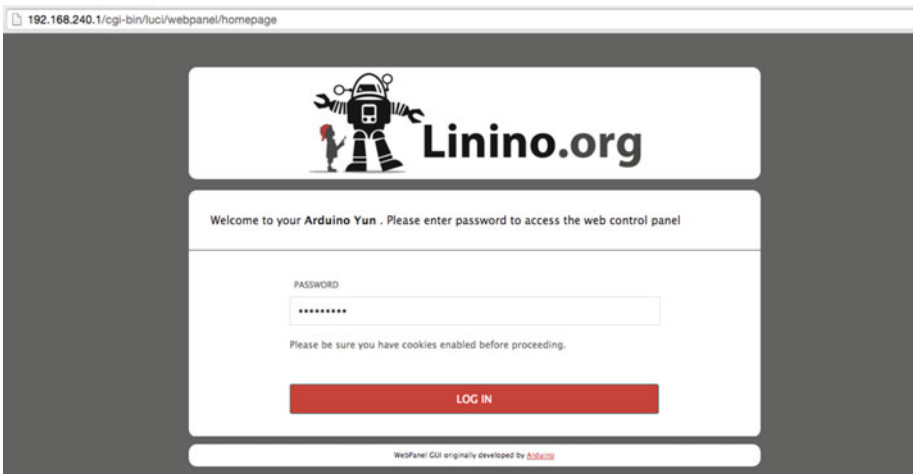 192.168.240.1/cgi-bin/luci/webpanel/homepage
Linino.org
Welcome to your Arduino Yun . Please enter password to access the web control panel
PASSWORD
•••••••••
Please be sure you have cookies enabled before proceeding.
LOG IN
WebPanel GUI originally developed by Arduino